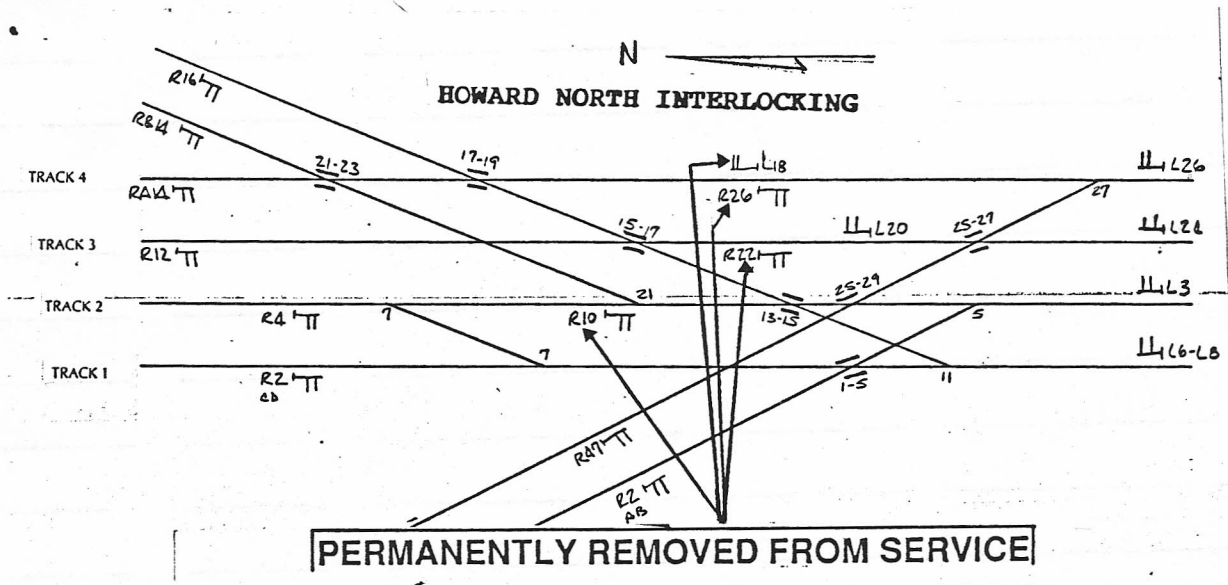 N
HOWARD NORTH INTERLOCKING
R16
RB14
21-23
17-19
L18
L26
TRACK 4
RA14
R26
27
TRACK 3
R12
15-17
L20
25-27
L24
R22
TRACK 2
R4
7
21
R10
13-15
25-29
5
L3
TRACK 1
R2
CD
7
1-5
11
L6-L8
R47
R2
AB
PERMANENTLY REMOVED FROM SERVICE